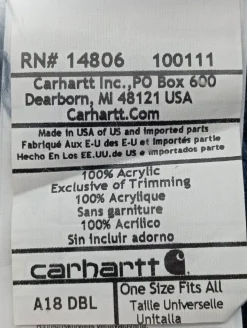 RN# 14806 100111
Carhartt Inc.,PO Box 600
Dearborn, MI 48121 USA
Carhartt.Com
Made in USA of US and imported parts
Fabriqué Aux E-U des E-U et importés partie
Hecho En Los EE.UU.de US e importados parte
100% Acrylic
Exclusive of Trimming
100% Acrylique
Sans garniture
100% Acrílico
Sin incluir adorno
carhartt
A18 DBL
One Size Fits All
Taille Universelle
Unitalla